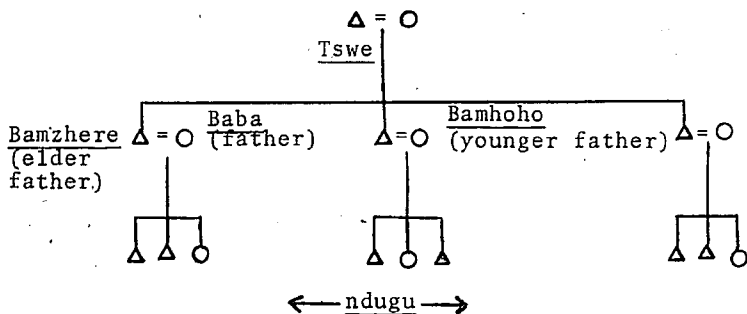 Tswe
Bam'zhere
(elder
father.)
Baba
(father)
Bamhoho
(younger father)
ndugu